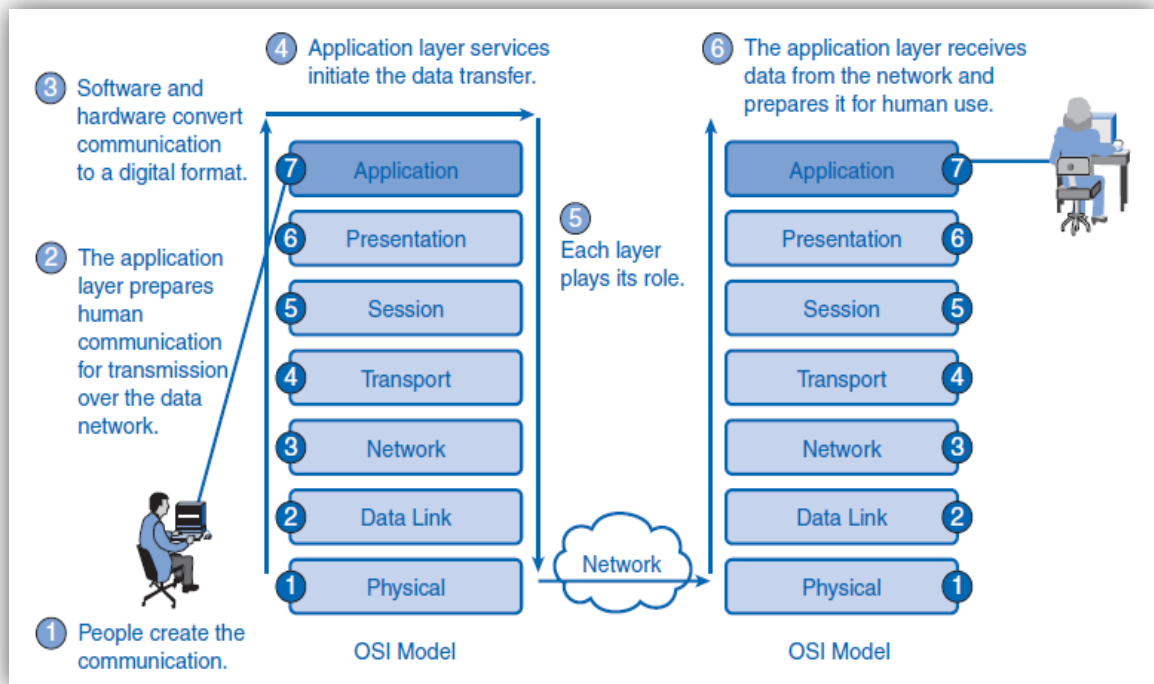 4 Application layer services
initiate the data transfer.
6 The application layer receives
data from the network and
prepares it for human use.
3 Software and
hardware convert
communication
to a digital format.
2 The application
layer prepares
human
communication
for transmission
over the data
network.
1 People create the
communication.
7 Application
6 Presentation
5 Session
4 Transport
3 Network
2 Data Link
1 Physical
OSI Model
5
Each layer
plays its role.
Network
Application 7
Presentation 6
Session 5
Transport 4
Network 3
Data Link 2
Physical 1
OSI Model